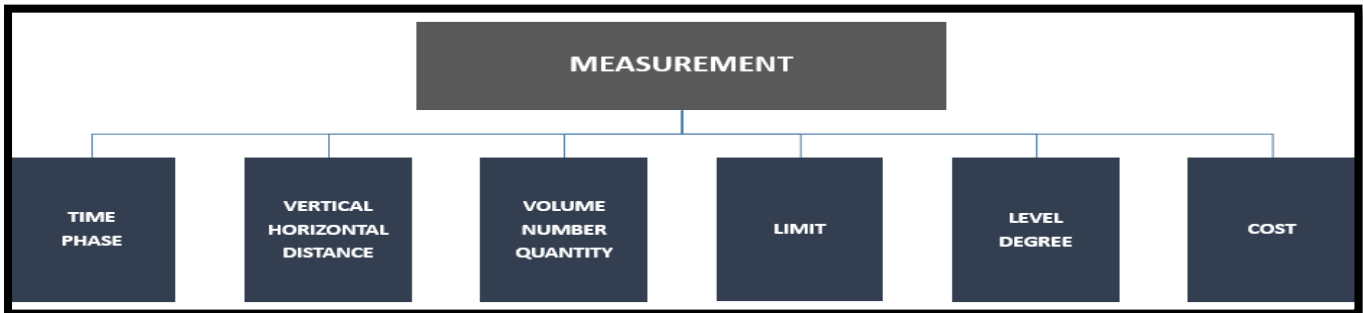 MEASUREMENT
TIME
PHASE
VERTICAL
HORIZONTAL
DISTANCE
VOLUME
NUMBER
QUANTITY
LIMIT
LEVEL
DEGREE
COST